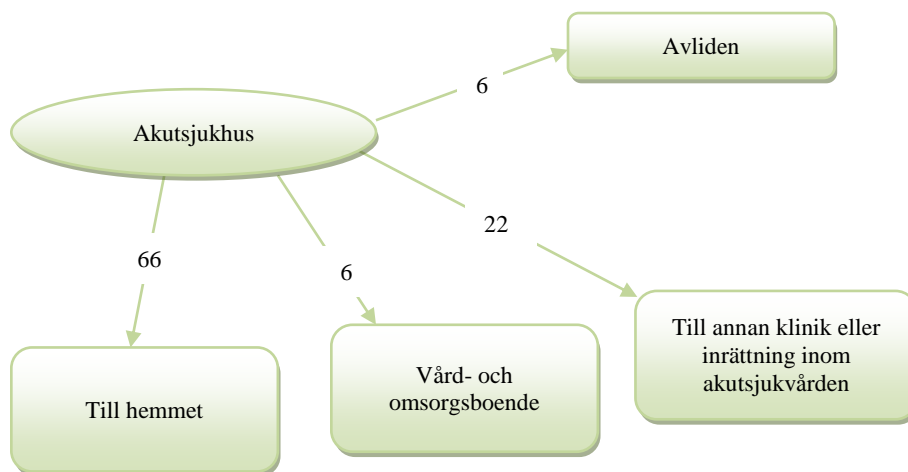 Avliden
6
Akutsjukhus
22
66
6
Till annan klinik eller
inrättning inom
akutsjukvården
Vård- och
omsorgsboende
Till hemmet